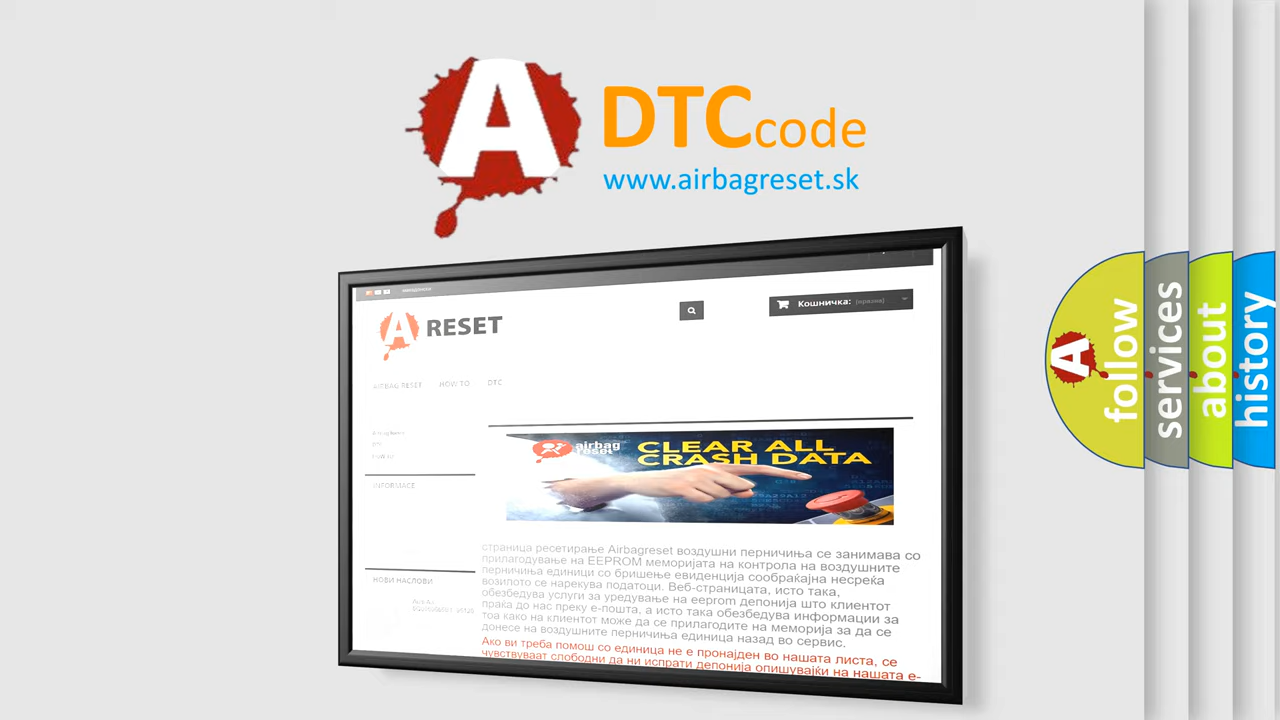 A
DTCcode
www.airbagreset.sk
Кошничка: (празна)
A RESET
AIRBAG RESET HOW TO DTC
airbag reset
CLEAR ALL
CRASH DATA
INFORMACE
НОВИ НАСЛОВИ
страница ресетирање Airbagreset воздушни перничиња се занимава со
прилагодување на EEPROM меморијата на контрола на воздушните
перничиња единици со бришење евиденција сообраќајна несреќа
возилото се нарекува податоци. Веб-страницата, исто така,
обезбедува услуги за уредување на eeprom депонија што клиентот
праќа до нас преку е-пошта, а исто така обезбедува информации за
тоа како на клиентот може да се прилагодите на меморија за да се
донесе на воздушните перничиња единица назад во сервис.
Ако ви треба помош со единица не е пронајден во нашата листа, се
чувствуваат слободни да ни испрати депонија опишувајќи на нашата е-
A follow
services
about
history